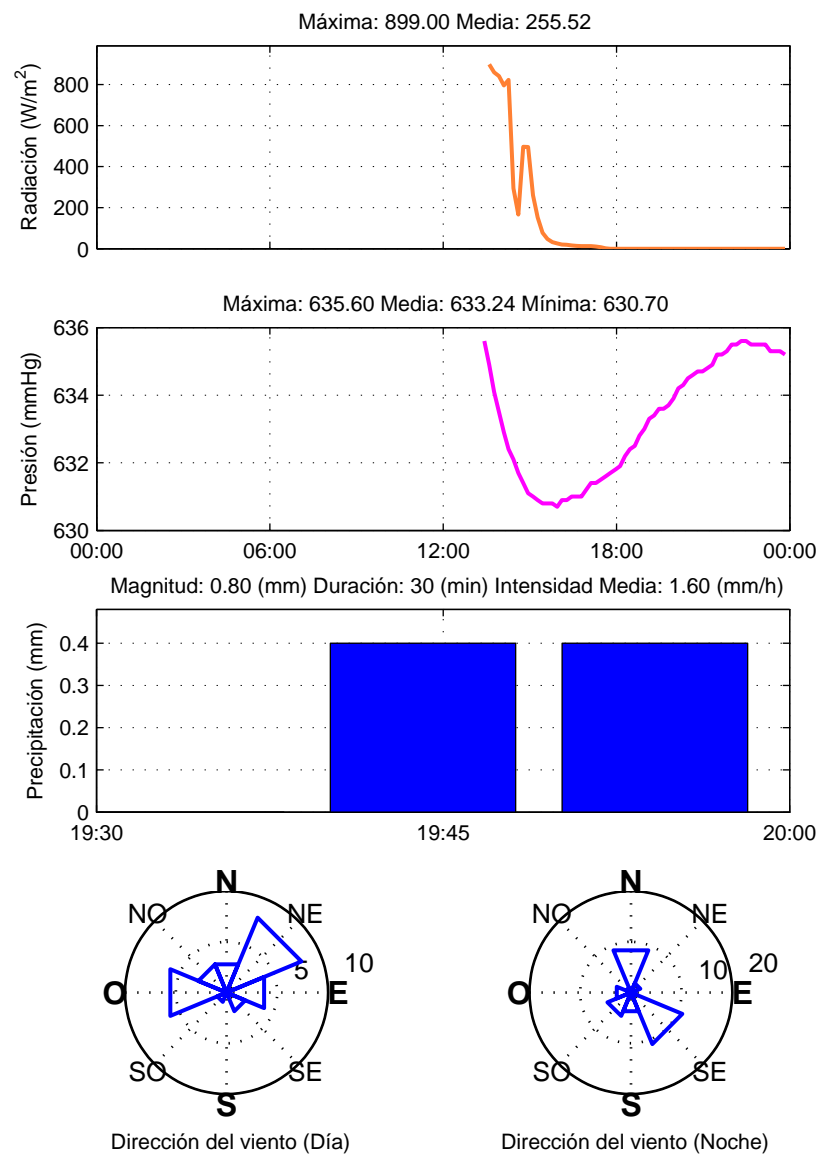 Máxima: 899.00 Media: 255.52
Radiación (W/m²)
800
600
400
200
0
Máxima: 635.60 Media: 633.24 Mínima: 630.70
Presión (mmHg)
636
634
632
630
00:00 06:00 12:00 18:00 00:00
Magnitud: 0.80 (mm) Duración: 30 (min) Intensidad Media: 1.60 (mm/h)
Precipitación (mm)
0.4
0.3
0.2
0.1
0
19:30 19:45 20:00
N
NO NE
5 10
O E
SO SE
S
Dirección del viento (Día)
N
NO NE
10 20
O E
SO SE
S
Dirección del viento (Noche)